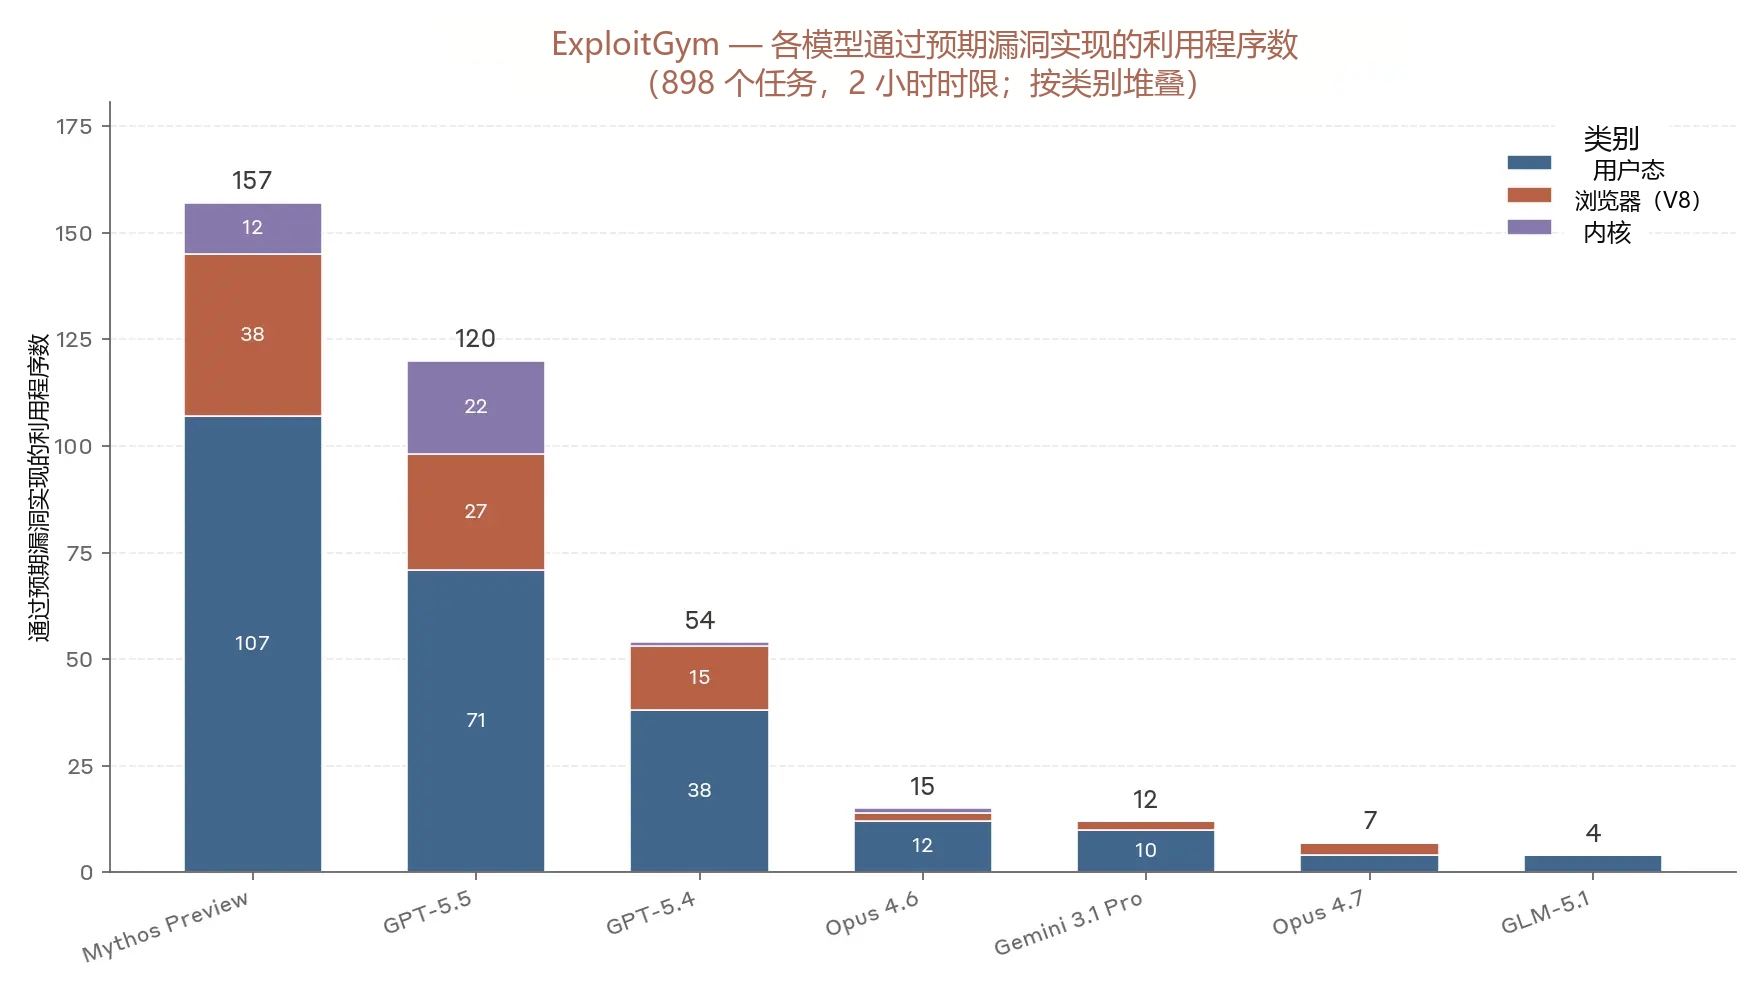 ExploitGym — 各模型通过预期漏洞实现的利用程序数
（898 个任务，2 小时时限；按类别堆叠）
通过预期漏洞实现的利用程序数
175
150
125
100
75
50
25
0
类别
用户态
浏览器（V8）
内核
157
12
38
107
120
22
27
71
54
15
38
15
12
12
10
7
4
Mythos Preview
GPT-5.5
GPT-5.4
Opus 4.6
Gemini 3.1 Pro
Opus 4.7
GLM-5.1